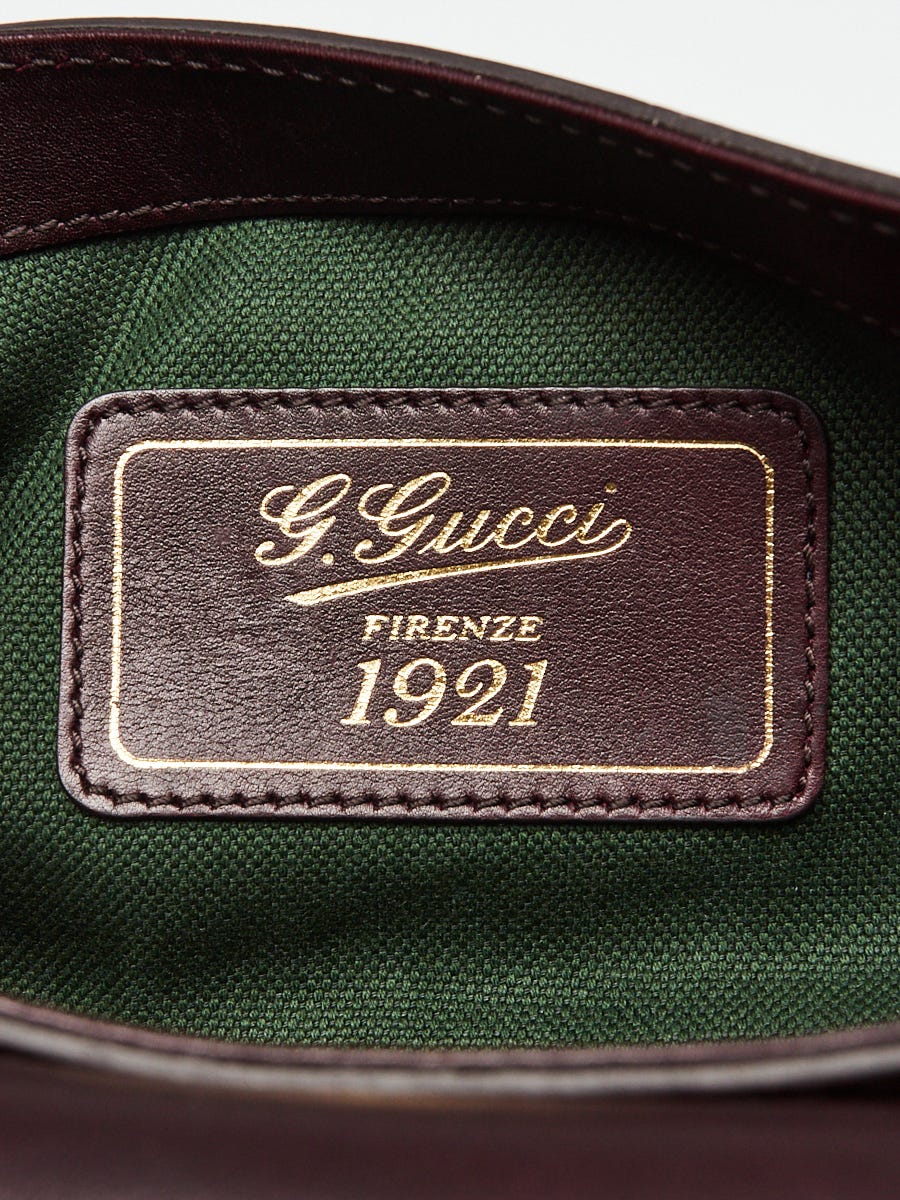 G. Gucci
FIRENZE
1921